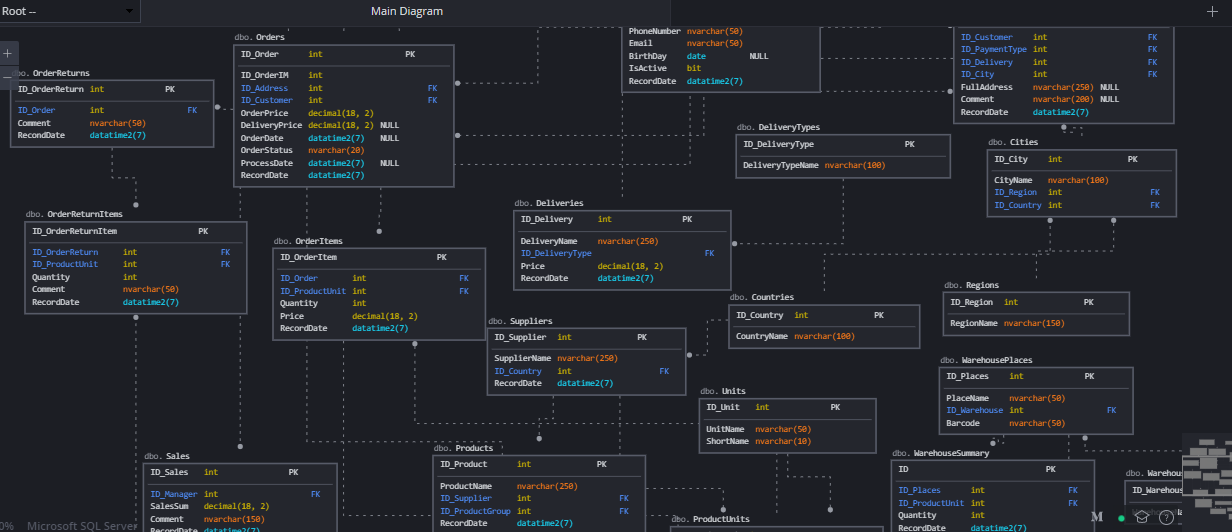 Root --
Main Diagram
dbo. OrderReturns
ID_OrderReturn int PK
ID_Order int FK
Comment nvarchar(50)
RecondDate datatime2(7)
dbo. Orders
ID_Order int PK
ID_OrderIM int
ID_Address int FK
ID_Customer int FK
OrderPrice decimal(18, 2)
DeliveryPrice decimal(18, 2) NULL
OrderDate datatime2(7) NULL
OrderStatus nvarchar(20)
ProcessDate datatime2(7) NULL
RecordDate datatime2(7)
PhoneNumber nvarchar(50)
Email nvarchar(50)
BirthDay date NULL
IsActive bit
RecordDate datatime2(7)
ID_Customer int FK
ID_PaymentType int FK
ID_Delivery int FK
ID_City int FK
FullAddress nvarchar(250) NULL
Comment nvarchar(200) NULL
RecordDate datatime2(7)
dbo. DeliveryTypes
ID_DeliveryType PK
DeliveryTypeName nvarchar(100)
dbo. Cities
ID_City int PK
CityName nvarchar(100)
ID_Region int FK
ID_Country int FK
dbo. OrderReturnItems
ID_OrderReturnItem PK
ID_OrderReturn int FK
ID_ProductUnit int FK
Quantity int
Comment nvarchar(50)
RecordDate datatime2(7)
dbo. OrderItems
ID_OrderItem PK
ID_Order int FK
ID_ProductUnit int FK
Quantity int
Price decimal(18, 2)
RecordDate datatime2(7)
dbo. Deliveries
ID_Delivery int PK
DeliveryName nvarchar(250)
ID_DeliveryType FK
Price decimal(18, 2)
RecordDate datatime2(7)
dbo. Countries
ID_Country int PK
CountryName nvarchar(100)
dbo. Regions
ID_Region int PK
RegionName nvarchar(150)
dbo. Suppliers
ID_Supplier int PK
SupplierName nvarchar(250)
ID_Country int FK
RecordDate datatime2(7)
dbo. WarehousePlaces
ID_Places int PK
PlaceName nvarchar(50)
ID_Warehouse int FK
Barcode nvarchar(50)
dbo. Units
ID_Unit int PK
UnitName nvarchar(50)
ShortName nvarchar(10)
dbo. Sales
ID_Sales int PK
ID_Manager int FK
SalesSum decimal(18, 2)
Comment nvarchar(150)
RecordDate datatime2(7)
dbo. Products
ID_Product int PK
ProductName nvarchar(250)
ID_Supplier int FK
ID_ProductGroup int FK
RecordDate datatime2(7)
dbo. ProductUnits
dbo. WarehouseSummary
ID PK
ID_Places int FK
ID_ProductUnit int FK
Quantity int
RecordDate datatime2(7)
dbo. Warehous
ID_Warehous
0% Microsoft SQL Server
M